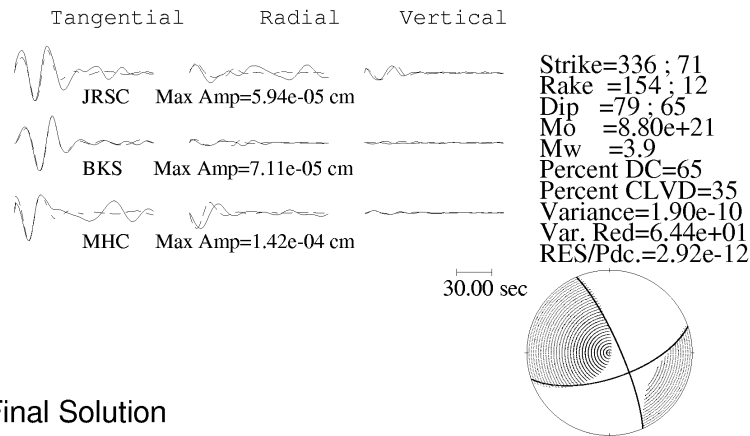 Tangential Radial Vertical
JRSC Max Amp=5.94e-05 cm
BKS Max Amp=7.11e-05 cm
MHC Max Amp=1.42e-04 cm
30.00 sec
Strike=336 ; 71
Rake =154 ; 12
Dip =79 ; 65
Mo =8.80e+21
Mw =3.9
Percent DC=65
Percent CLVD=35
Variance=1.90e-10
Var. Red=6.44e+01
RES/Pdc.=2.92e-12
Final Solution